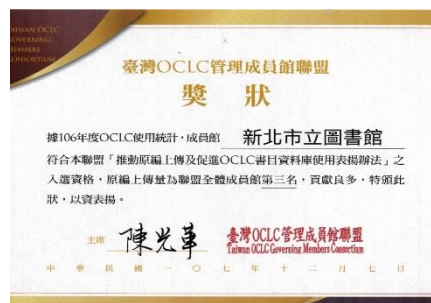 TAIWAN OCLC
GOVERNING
MEMBERS
CONSORTIUM
臺灣OCLC管理成員館聯盟
獎 狀
據106年度OCLC使用統計，成員館 新北市立圖書館
符合本聯盟「推動原編上傳及促進OCLC書目資料庫使用表揚辦法」之
入選資格，原編上傳量為聯盟全體成員館第三名，貢獻良多，特頒此
狀，以資表揚。
主席 陳光華 臺灣OCLC管理成員館聯盟
Taiwan OCLC Governing Members Consortium
中 華 民 國 一 〇 七 年 十 二 月 七 日